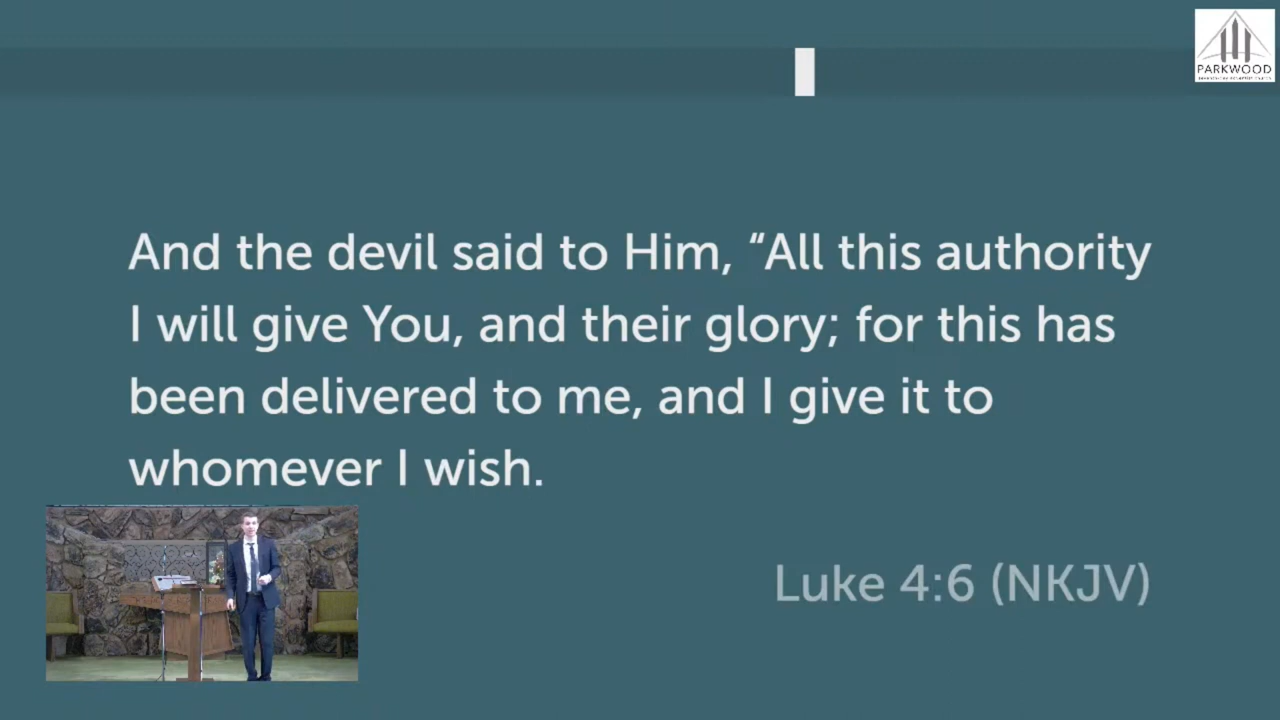 PARKWOOD
And the devil said to Him, “All this authority
I will give You, and their glory; for this has
been delivered to me, and I give it to
whomever I wish.
Luke 4:6 (NKJV)